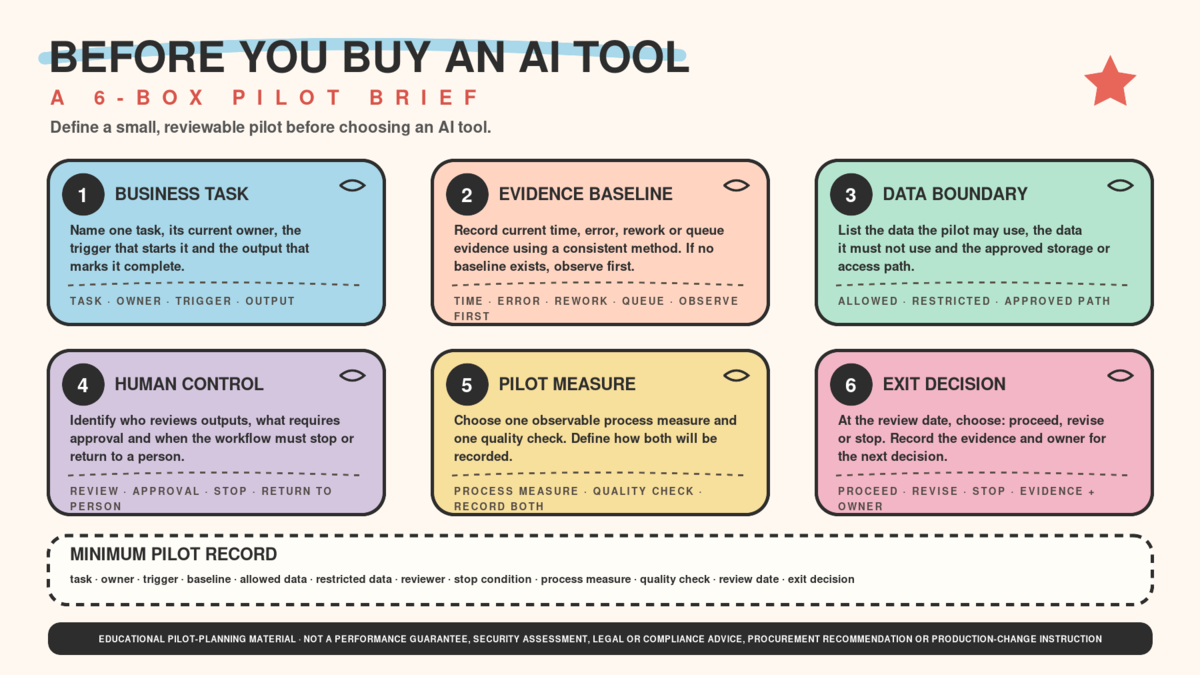 BEFORE YOU BUY AN AI TOOL
A 6-BOX PILOT BRIEF
Define a small, reviewable pilot before choosing an AI tool.
1 BUSINESS TASK
Name one task, its current owner, the
trigger that starts it and the output that
marks it complete.
TASK · OWNER · TRIGGER · OUTPUT
2 EVIDENCE BASELINE
Record current time, error, rework or queue
evidence using a consistent method. If no
baseline exists, observe first.
TIME · ERROR · REWORK · QUEUE · OBSERVE
FIRST
3 DATA BOUNDARY
List the data the pilot may use, the data
it must not use and the approved storage or
access path.
ALLOWED · RESTRICTED · APPROVED PATH
4 HUMAN CONTROL
Identify who reviews outputs, what requires
approval and when the workflow must stop or
return to a person.
REVIEW · APPROVAL · STOP · RETURN TO
PERSON
5 PILOT MEASURE
Choose one observable process measure and
one quality check. Define how both will be
recorded.
PROCESS MEASURE · QUALITY CHECK ·
RECORD BOTH
6 EXIT DECISION
At the review date, choose: proceed, revise
or stop. Record the evidence and owner for
the next decision.
PROCEED · REVISE · STOP · EVIDENCE +
OWNER
MINIMUM PILOT RECORD
task · owner · trigger · baseline · allowed data · restricted data · reviewer · stop condition · process measure · quality check · review date · exit decision
EDUCATIONAL PILOT-PLANNING MATERIAL · NOT A PERFORMANCE GUARANTEE, SECURITY ASSESSMENT, LEGAL OR COMPLIANCE ADVICE, PROCUREMENT RECOMMENDATION OR PRODUCTION-CHANGE INSTRUCTION